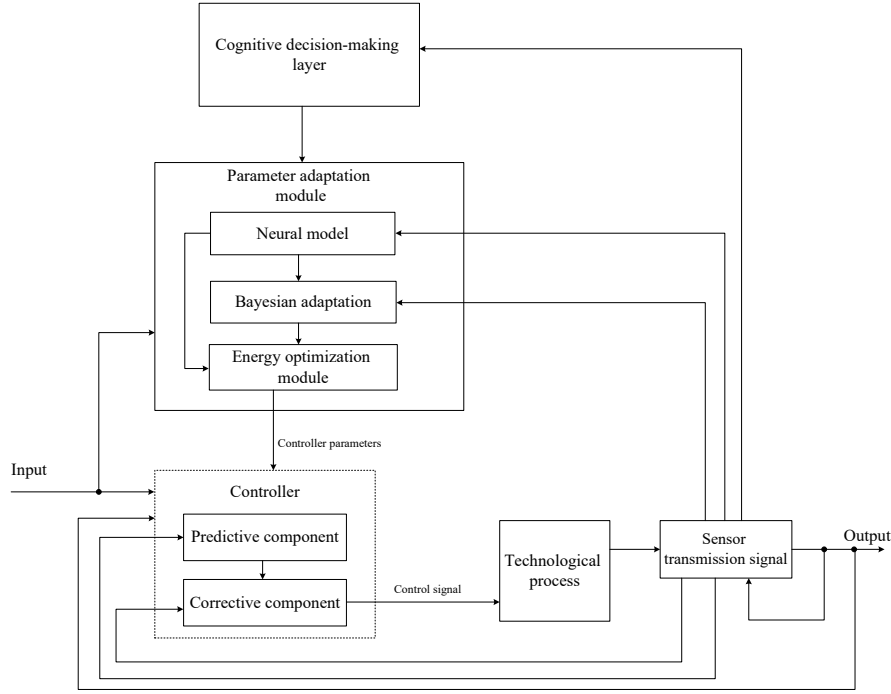 Cognitive decision-making
layer
Parameter adaptation
module
Neural model
Bayesian adaptation
Energy optimization
module
Controller parameters
Input
Controller
Predictive component
Corrective component
Control signal
Technological
process
Sensor
transmission signal
Output